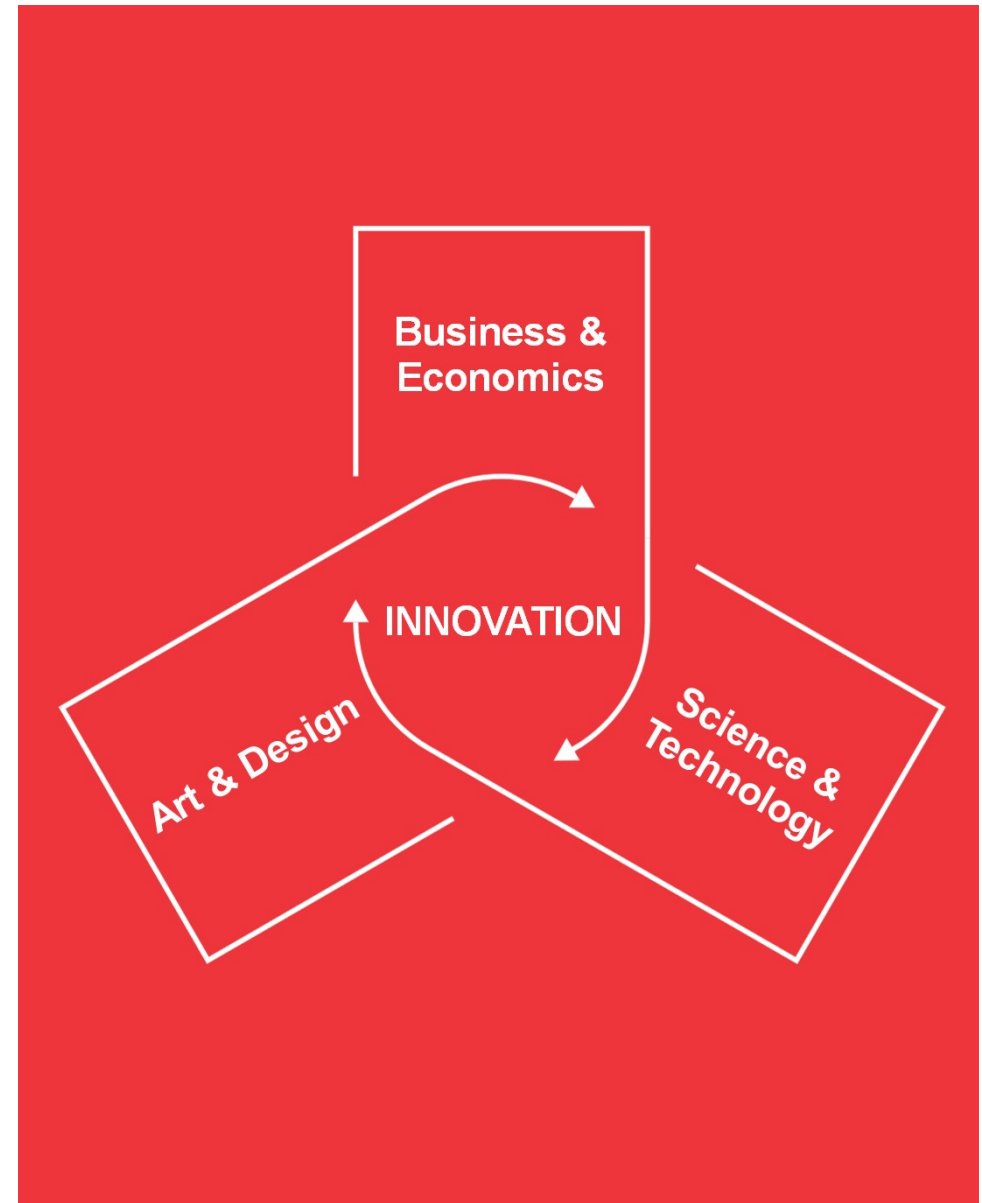 Business &
Economics
INNOVATION
Art & Design
Science &
Technology